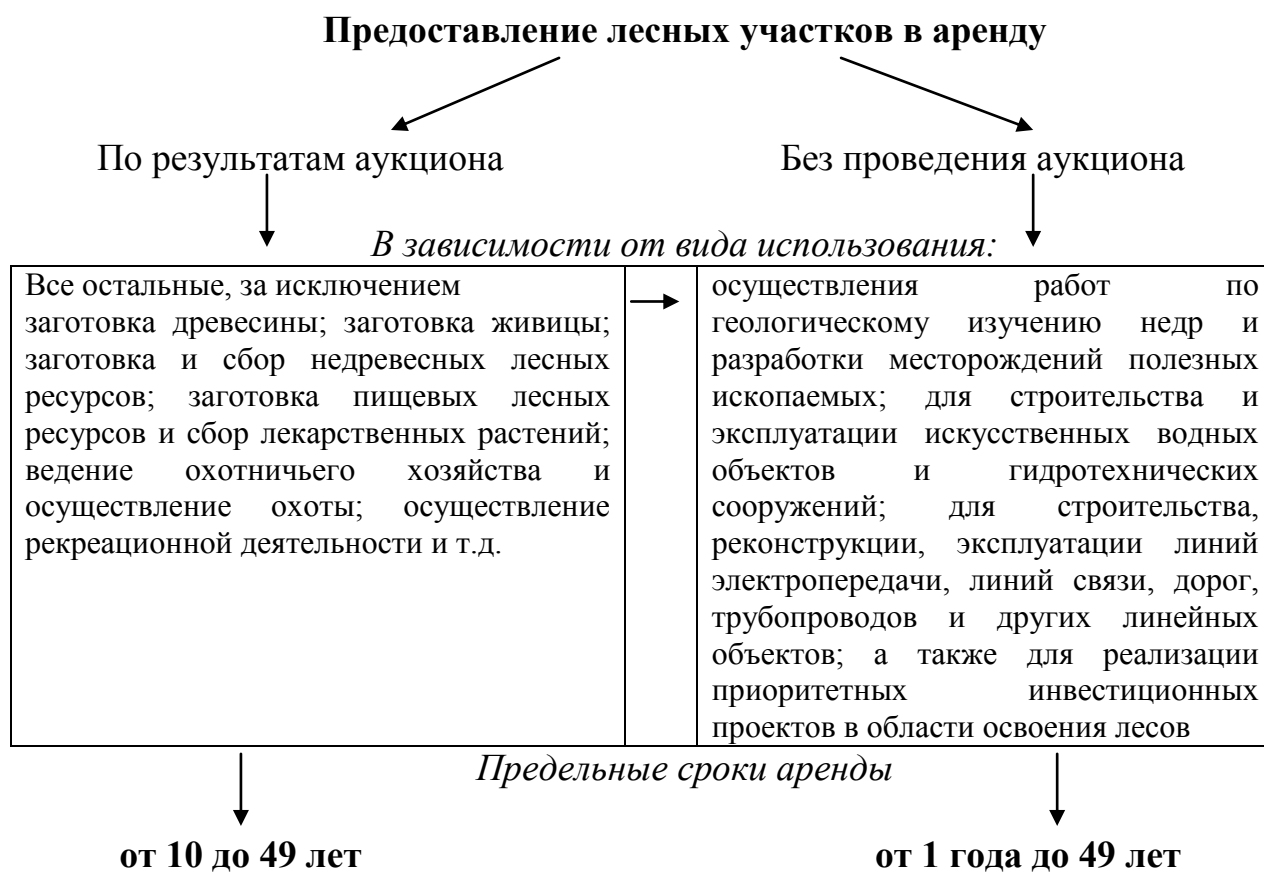 Предоставление лесных участков в аренду
По результатам аукциона
Без проведения аукциона
В зависимости от вида использования:
Все остальные, за исключением
заготовка древесины; заготовка живицы;
заготовка и сбор недревесных лесных
ресурсов; заготовка пищевых лесных
ресурсов и сбор лекарственных растений;
ведение охотничьего хозяйства и
осуществление охоты; осуществление
рекреационной деятельности и т.д.
осуществления работ по
геологическому изучению недр и
разработки месторождений полезных
ископаемых; для строительства и
эксплуатации искусственных водных
объектов и гидротехнических
сооружений; для строительства,
реконструкции, эксплуатации линий
электропередачи, линий связи, дорог,
трубопроводов и других линейных
объектов; а также для реализации
приоритетных инвестиционных
проектов в области освоения лесов
Предельные сроки аренды
от 10 до 49 лет
от 1 года до 49 лет